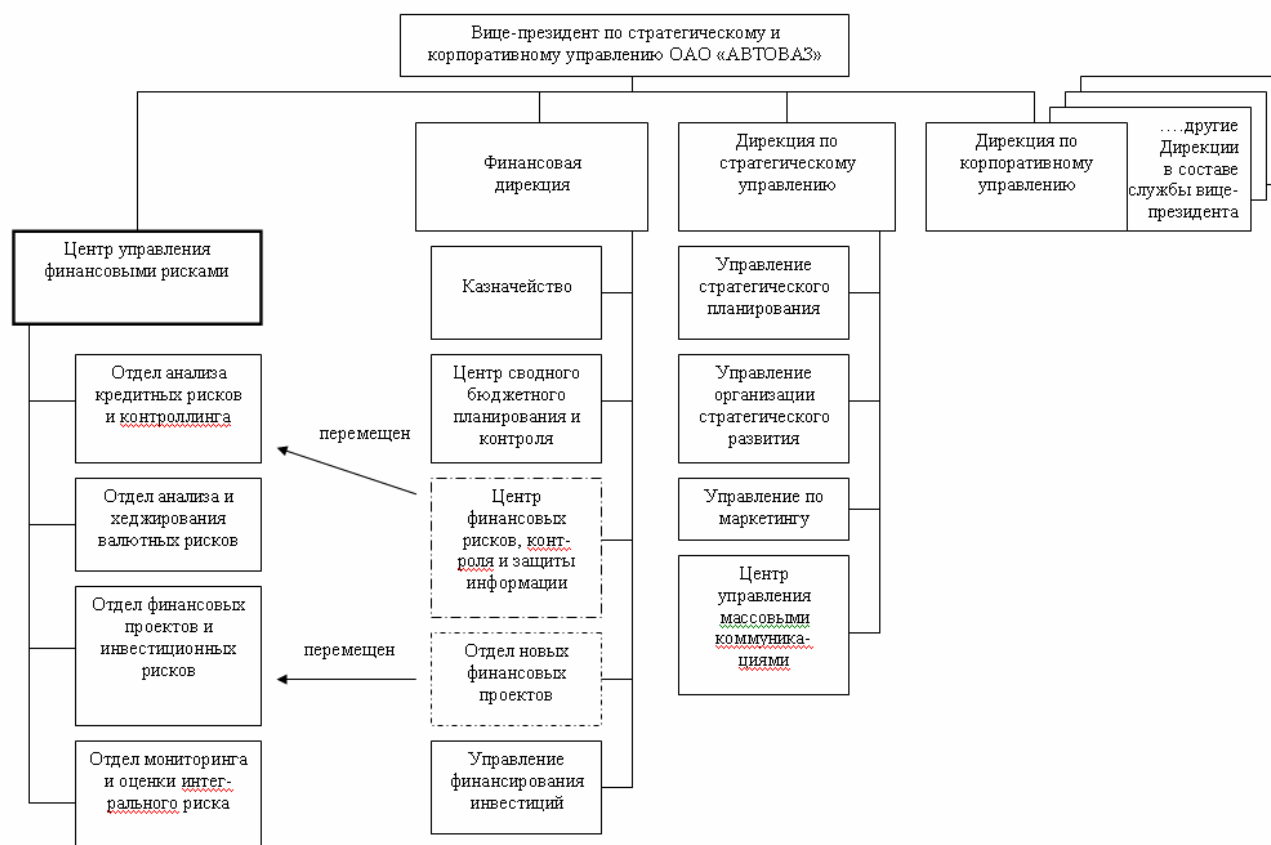 Вице-президент по стратегическому и
корпоративному управлению ОАО «АВТОВАЗ»
Центр управления
финансовыми рисками
Финансовая
дирекция
Дирекция по
стратегическому
управлению
Дирекция по
корпоративному
управлению
….другие
Дирекции
в составе
службы вице-
президента
Отдел анализа
кредитных рисков
и контроллинга
Отдел анализа и
хеджирования
валютных рисков
Отдел финансовых
проектов и
инвестиционных
рисков
Отдел мониторинга
и оценки интег-
рального риска
перемещен
перемещен
Казначейство
Центр сводного
бюджетного
планирования и
контроля
Центр
финансовых
рисков, конт-
роля и защиты
информации
Отдел новых
финансовых
проектов
Управление
финансирования
инвестиций
Управление
стратегического
планирования
Управление
организации
стратегического
развития
Управление по
маркетингу
Центр
управления
массовыми
коммуника-
циями